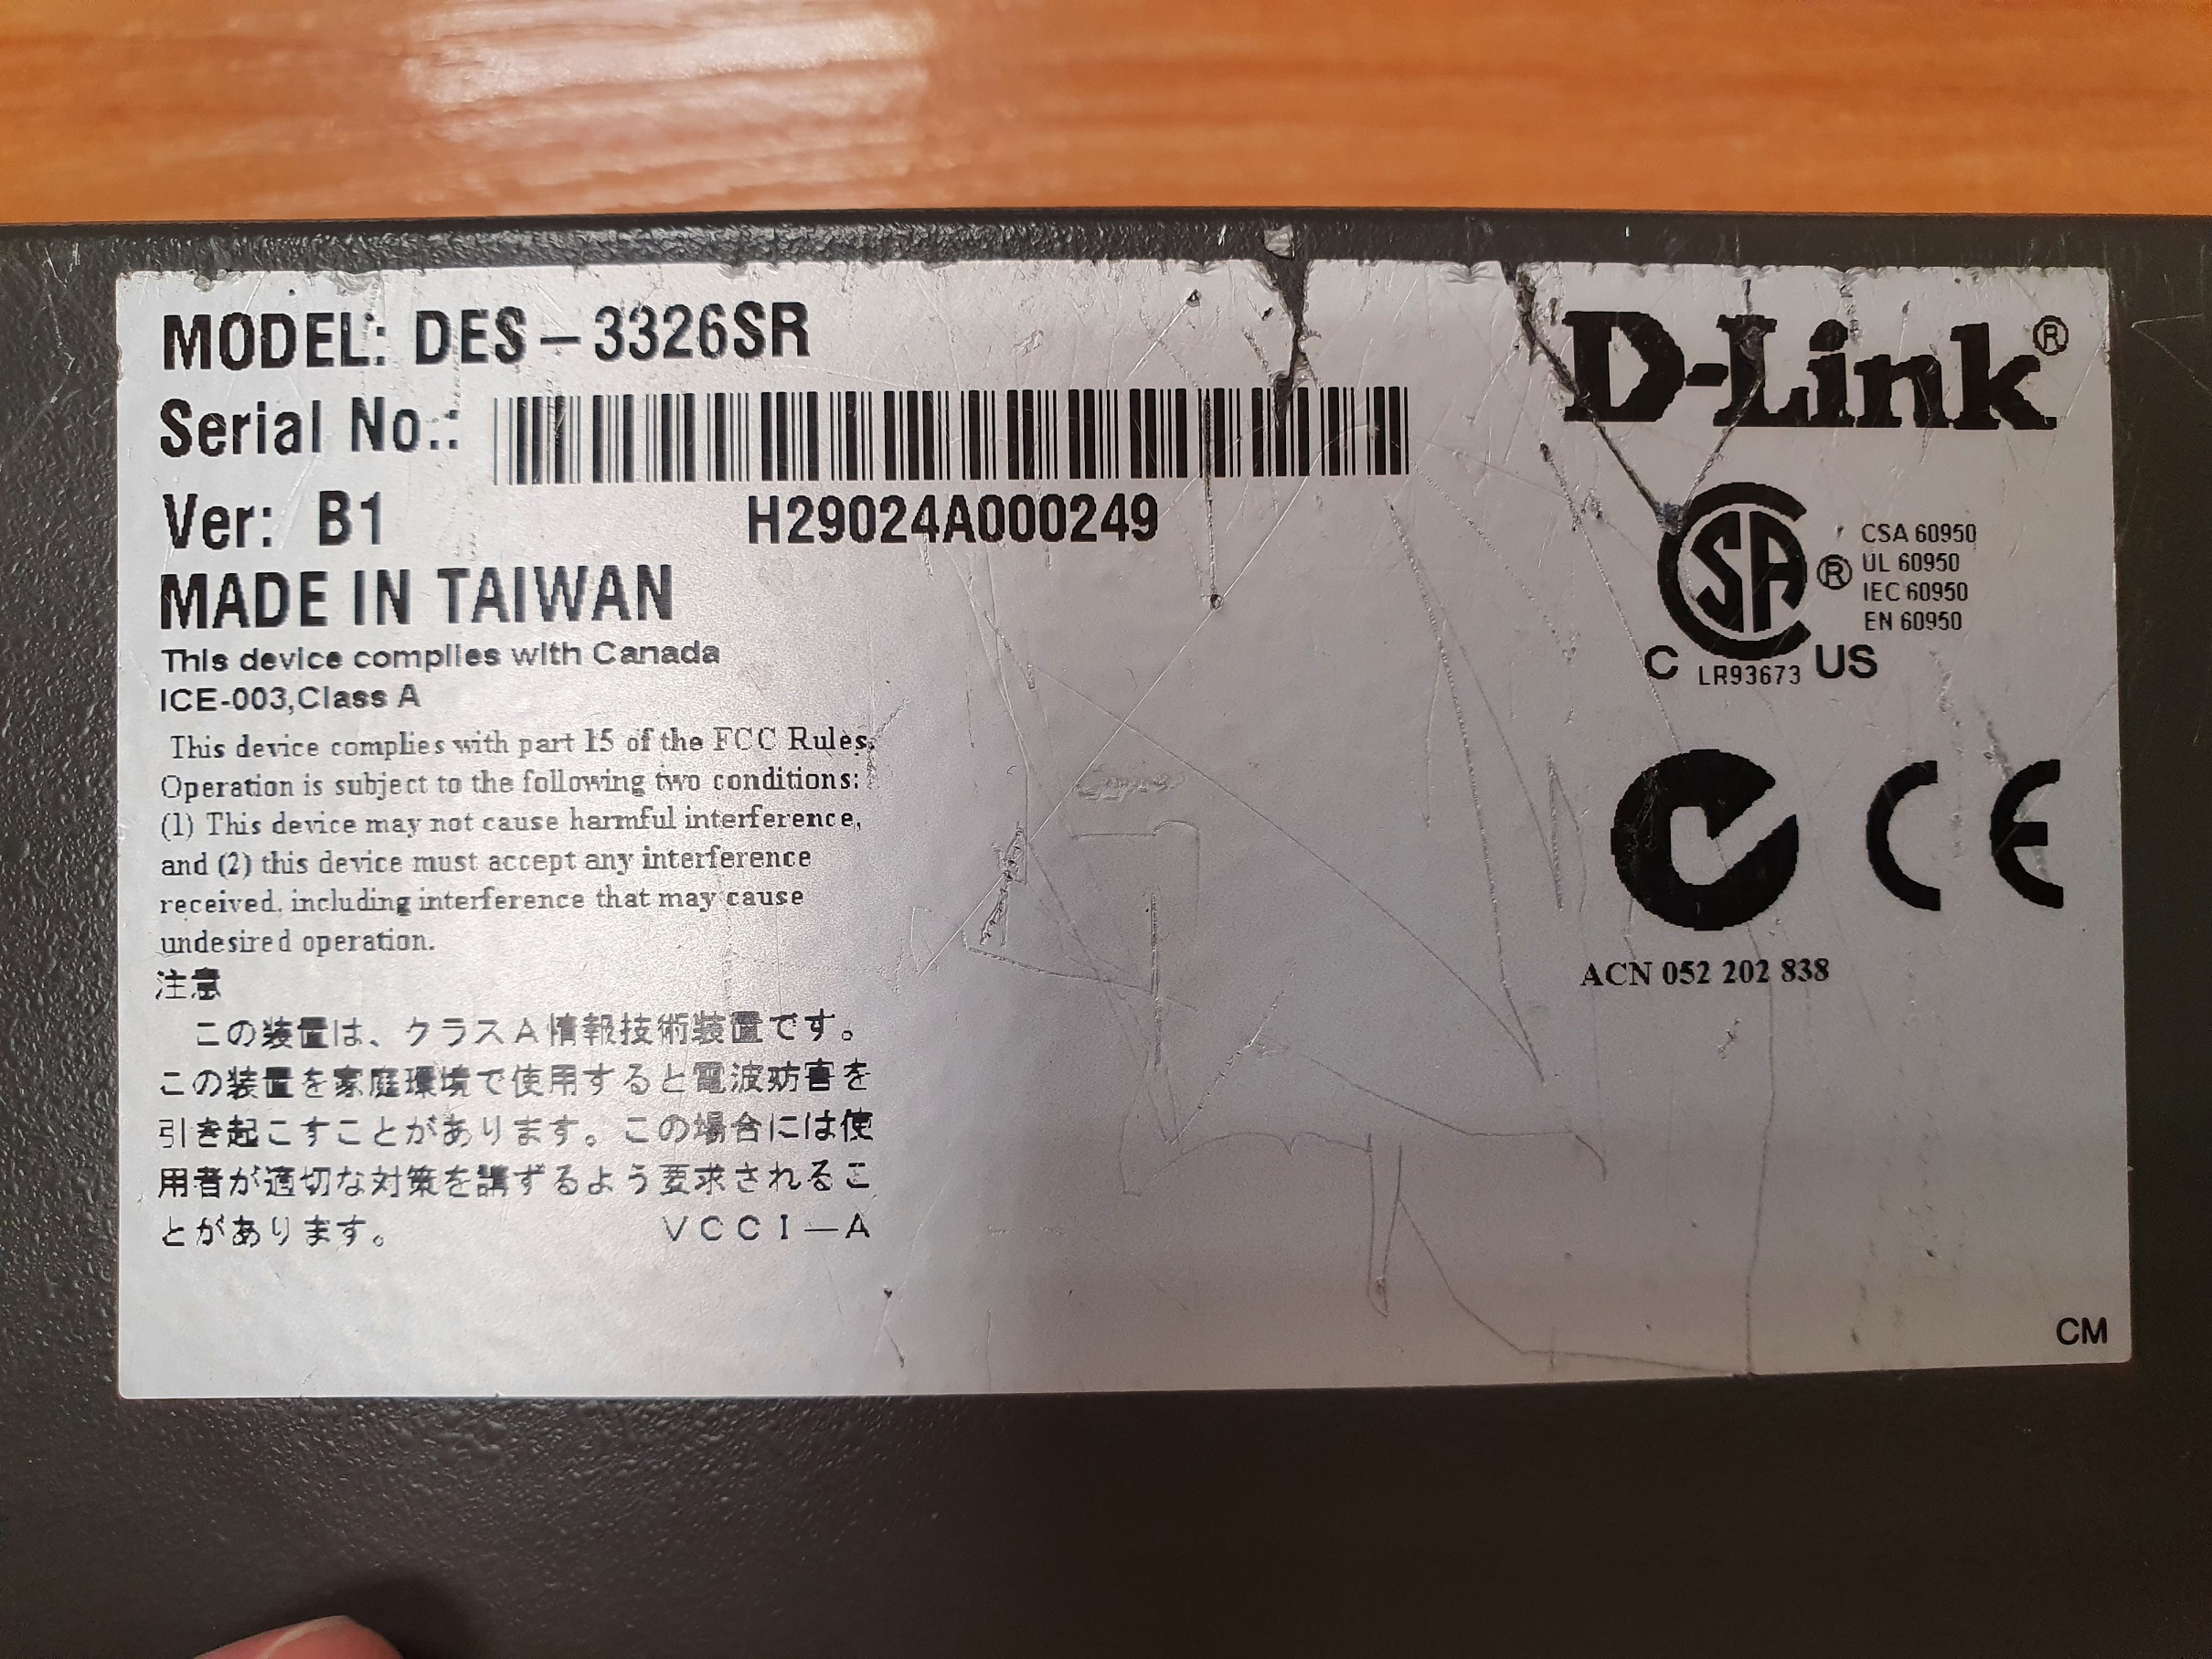 MODEL: DES-3326SR
Serial No.:
Ver: B1
H29024A000249
MADE IN TAIWAN
This device complies with Canada
ICE-003,Class A
This device complies with part 15 of the FCC Rules.
Operation is subject to the following two conditions:
(1) This device may not cause harmful interference,
and (2) this device must accept any interference
received, including interference that may cause
undesired operation.
注意
この装置は、クラスA情報技術装置です。
この装置を家庭環境で使用すると電波妨害を
引き起こすことがあります。この場合には使
用者が適切な対策を講ずるよう要求されるこ
とがあります。 VCCI—A
D-Link®
CSA ®
CSA 60950
UL 60950
IEC 60950
EN 60950
C LR93673 US
CE
ACN 052 202 838
CM